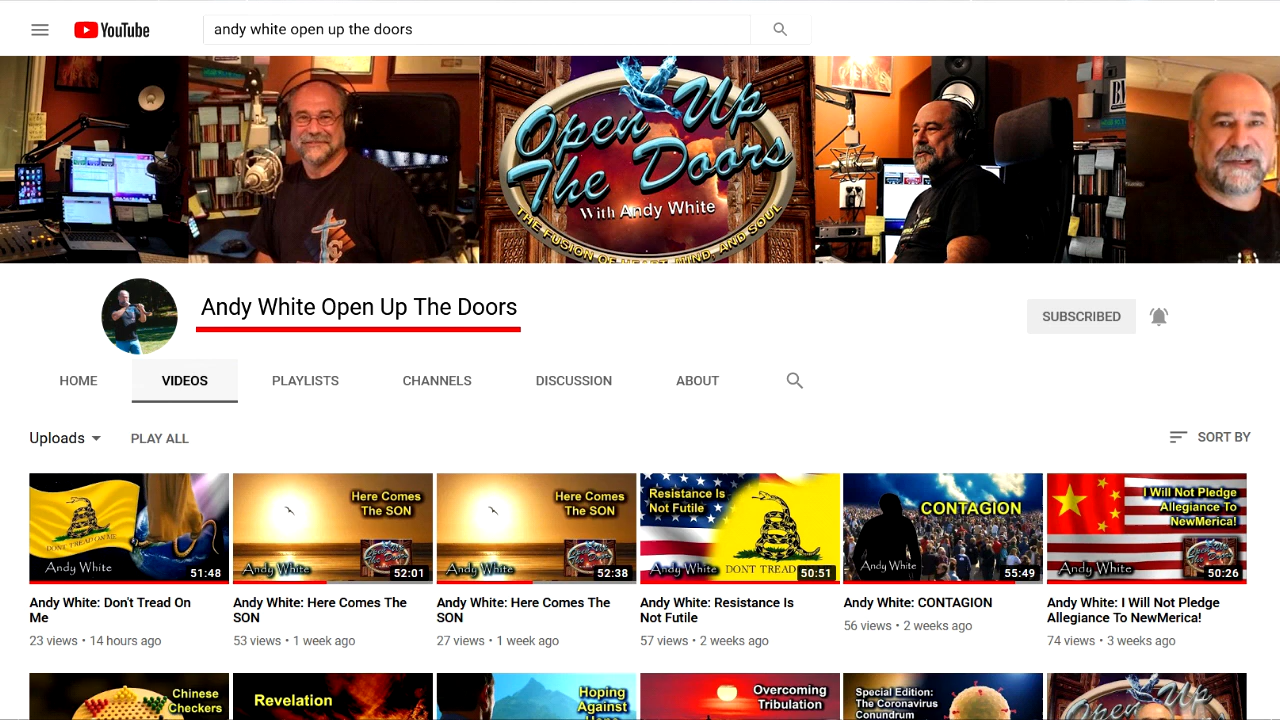 YouTube
andy white open up the doors
Open Up
The Doors
With Andy White
THE FUSION OF HEART, MIND, AND SOUL
Andy White Open Up The Doors
SUBSCRIBED
HOME
VIDEOS
PLAYLISTS
CHANNELS
DISCUSSION
ABOUT
Uploads
PLAY ALL
SORT BY
DONT TREAD ON ME
Andy White
51:48
Here Comes
The SON
Andy White
52:01
Here Comes
The SON
Andy White
52:38
Resistance Is
Not Futile
Andy White
DONT TREAD
50:51
CONTAGION
Andy White
55:49
I Will Not Pledge
Allegiance To
NewMerica!
Andy White
50:26
Andy White: Don't Tread On
Me
23 views • 14 hours ago
Andy White: Here Comes The
SON
53 views • 1 week ago
Andy White: Here Comes The
SON
27 views • 1 week ago
Andy White: Resistance Is
Not Futile
57 views • 2 weeks ago
Andy White: CONTAGION
56 views • 2 weeks ago
Andy White: I Will Not Pledge
Allegiance To NewMerica!
74 views • 3 weeks ago
Chinese
Checkers
Revelation
Hoping
Against
Overcoming
Tribulation
Special Edition:
The Coronavirus
Conundrum
Open Up